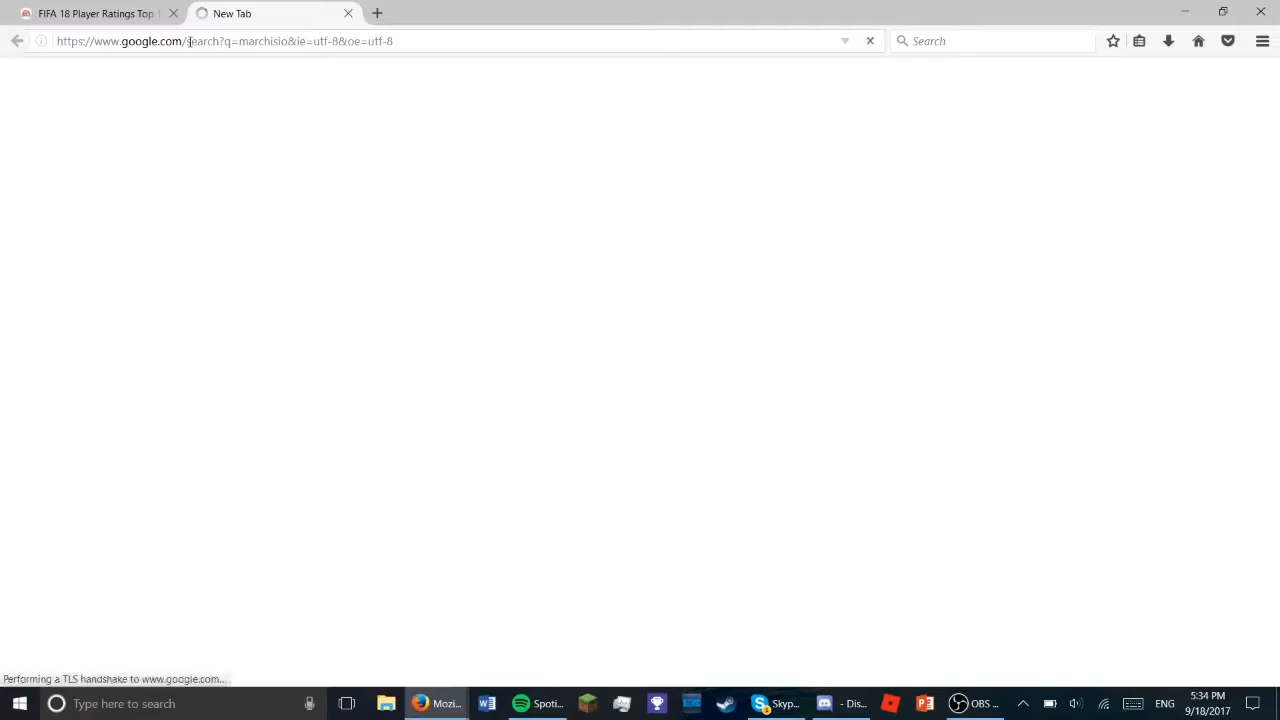 FIFA 18 Player Ratings Top 1
New Tab
https://www.google.com/search?q=marchisio&ie=utf-8&oe=utf-8
Search
Performing a TLS handshake to www.google.com...
Type here to search
Mozi...
Spoti...
Skyp...
- Dis...
OBS
ENG
5:34 PM
9/18/2017